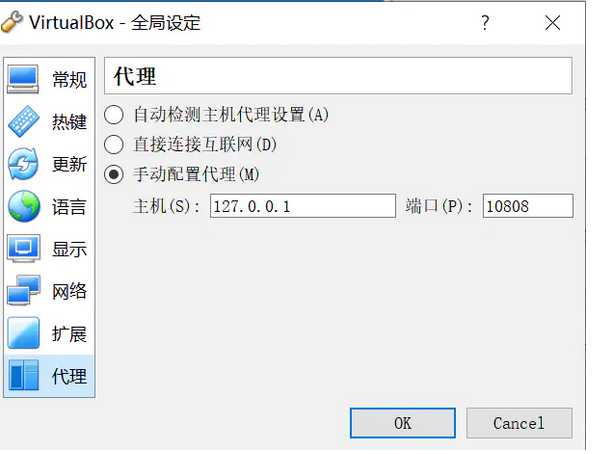 VirtualBox - 全局设定
?
常规
热键
更新
语言
显示
网络
扩展
代理
代理
自动检测主机代理设置(A)
直接连接互联网(D)
手动配置代理(M)
主机(S): 127.0.0.1 端口(P): 10808
OK Cancel